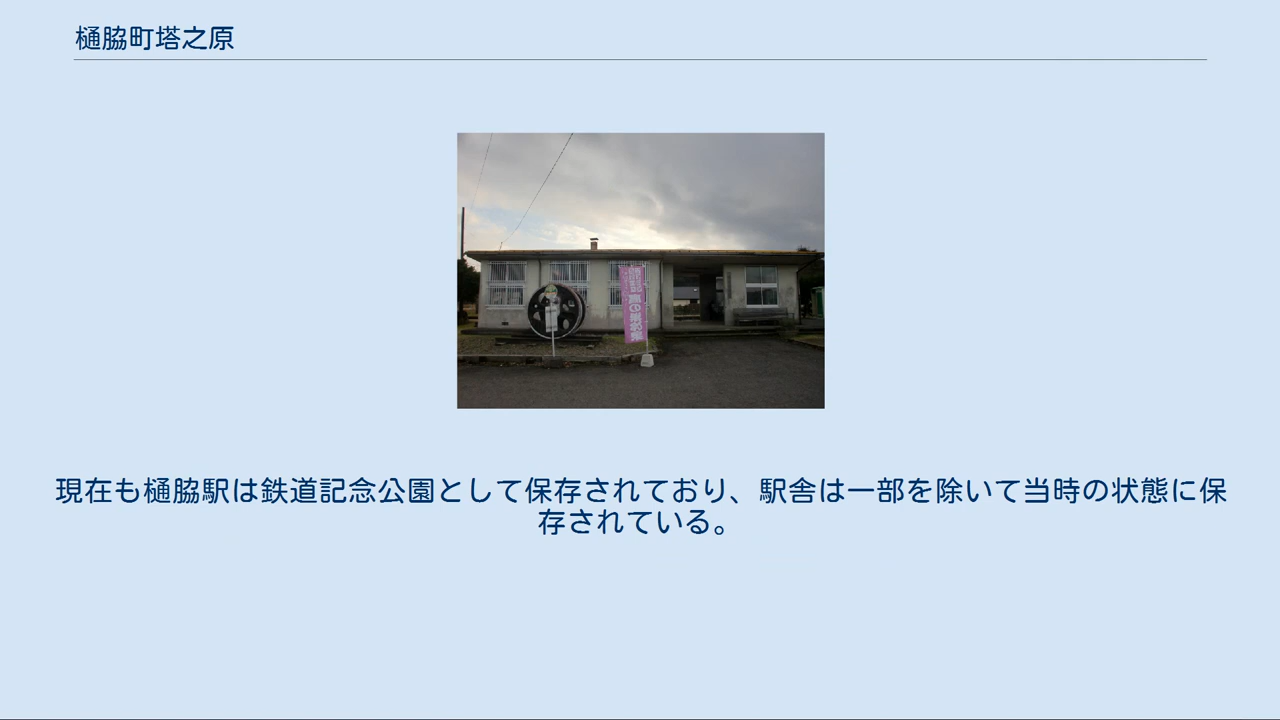 樋脇町塔之原
現在も樋脇駅は鉄道記念公園として保存されており、駅舎は一部を除いて当時の状態に保
存されている。